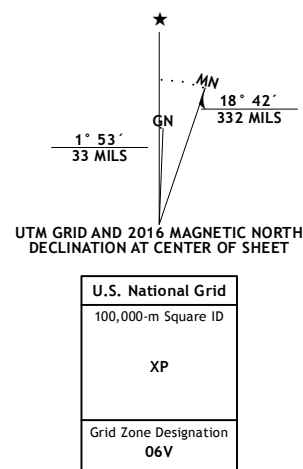 MN
GN
18° 42´
332 MILS
1° 53´
33 MILS
UTM GRID AND 2016 MAGNETIC NORTH
DECLINATION AT CENTER OF SHEET
U.S. National Grid
100,000-m Square ID
XP
Grid Zone Designation
06V